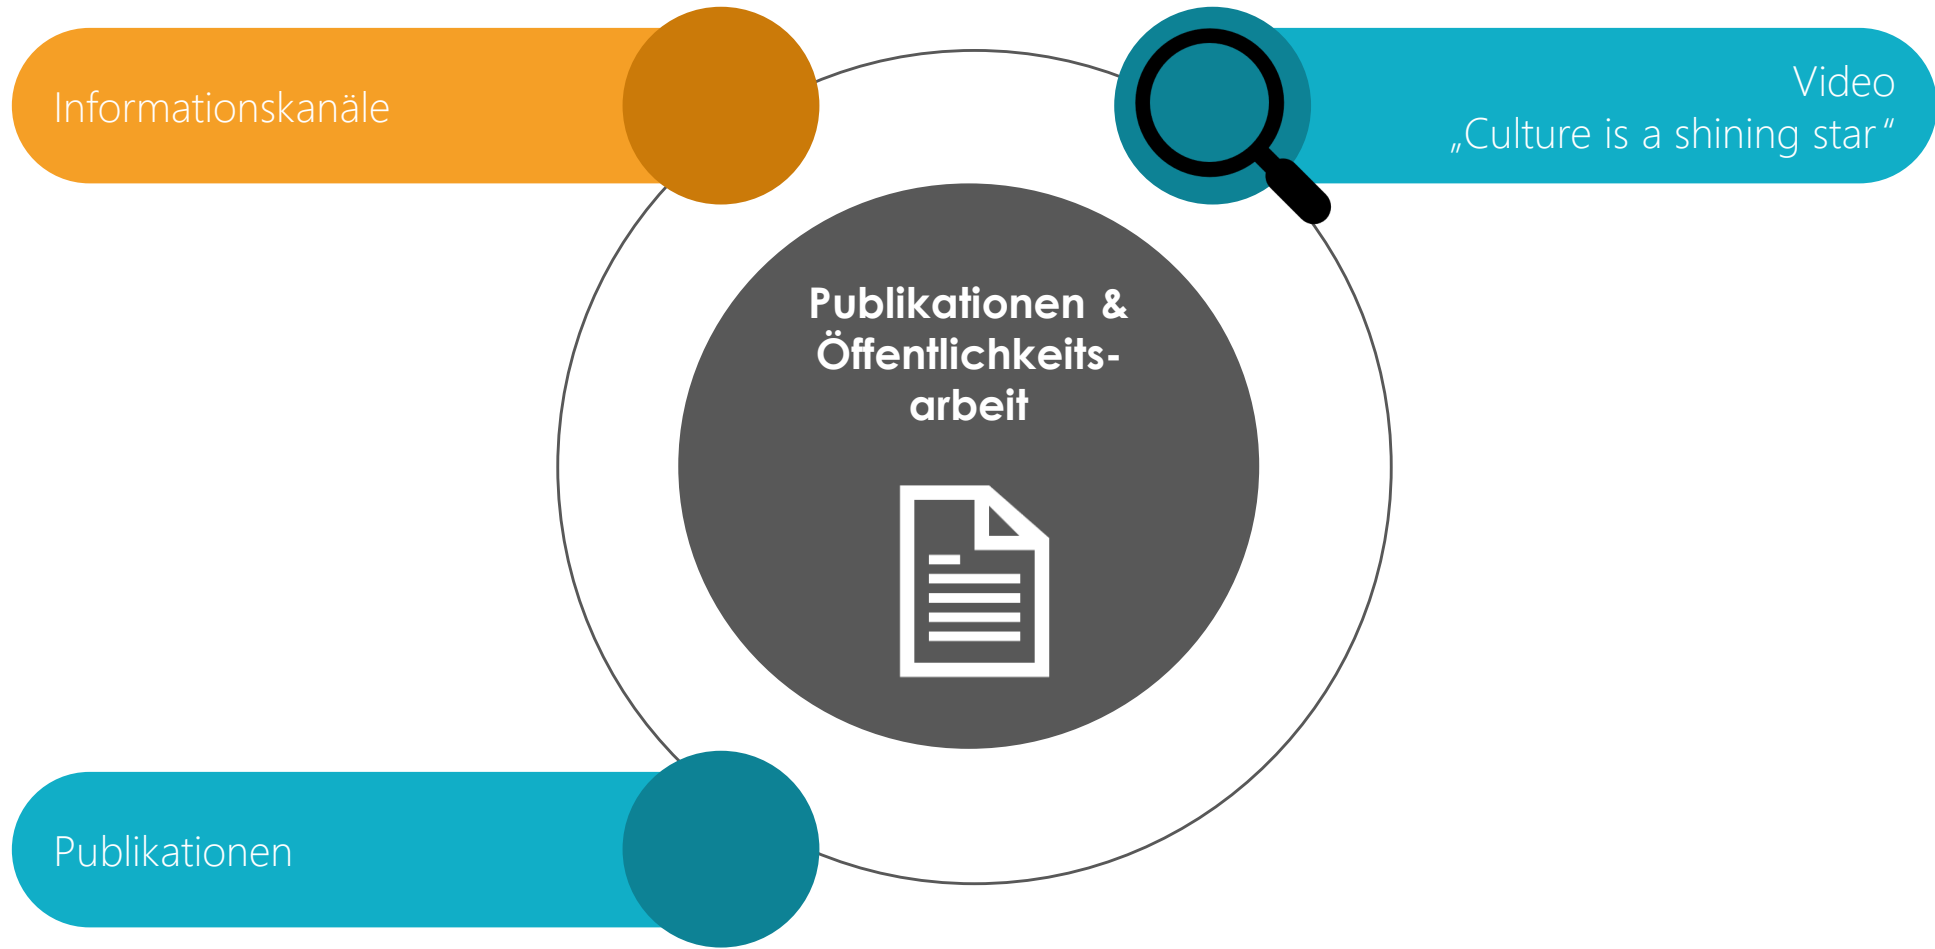 Informationskanäle
Video
„Culture is a shining star“
Publikationen &
Öffentlichkeits-
arbeit
Publikationen